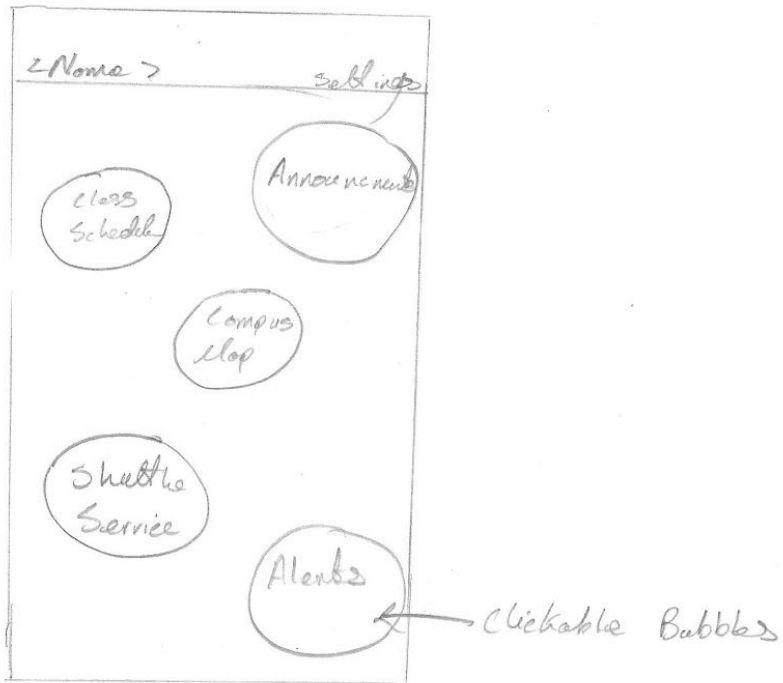 <Name>
Settings
Announcements
Class
Schedule
Campus
Map
Shuttle
Service
Alerts
Clickable Bubbles